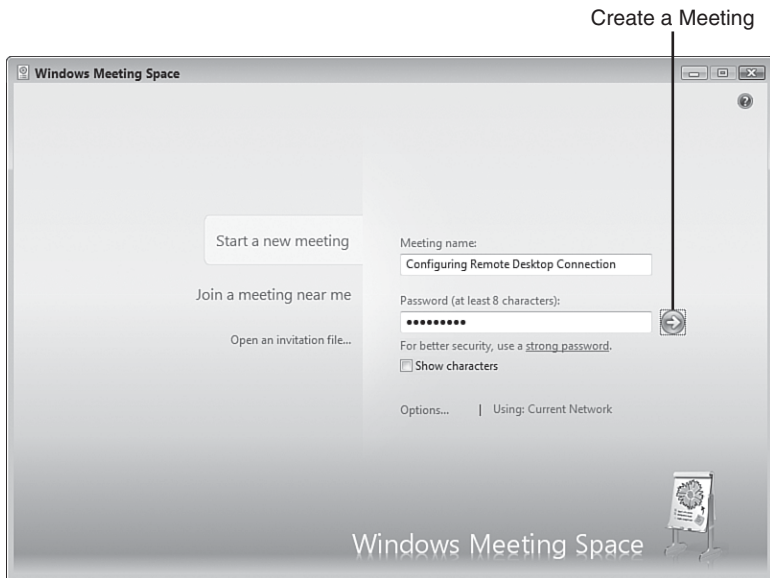 Create a Meeting
Windows Meeting Space
Start a new meeting
Join a meeting near me
Open an invitation file...
Meeting name:
Configuring Remote Desktop Connection
Password (at least 8 characters):
●●●●●●●●●
For better security, use a strong password.
Show characters
Options... | Using: Current Network
Windows Meeting Space